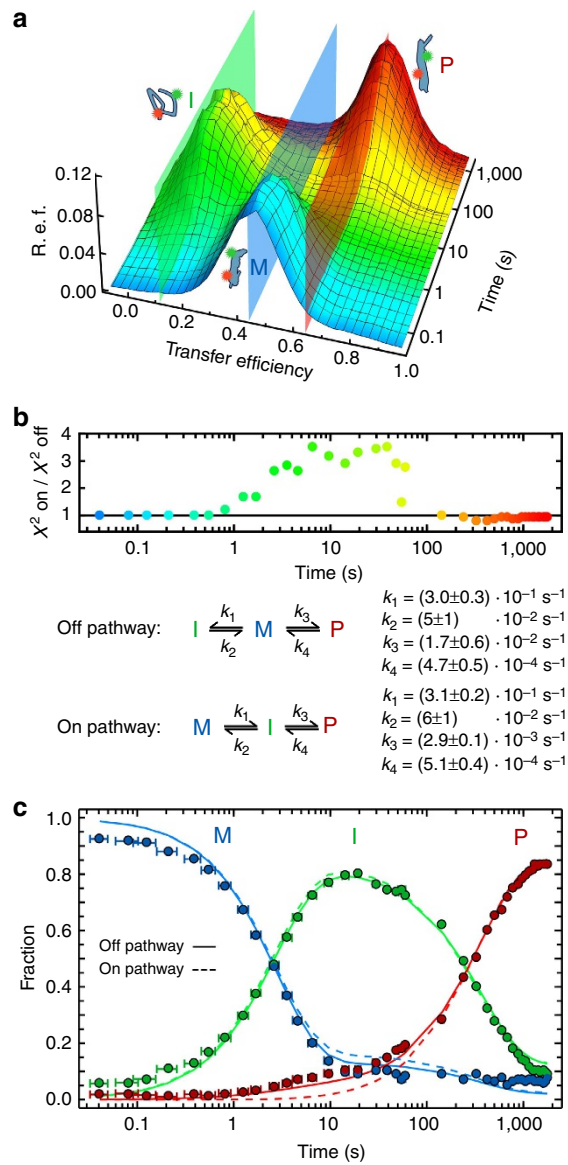 a
I
P
M
R. e. f.
0.12
0.08
0.04
0.00
0.0
0.2
0.4
0.6
0.8
1.0
Transfer efficiency
0.1
1
10
100
1,000
Time (s)
b
X² on / X² off
4
3
2
1
0.1 1 10 100 1,000
Time (s)
Off pathway: I k₁ k₂ M k₃ k₄ P
k₁ = (3.0±0.3) · 10⁻¹ s⁻¹
k₂ = (5±1) · 10⁻² s⁻¹
k₃ = (1.7±0.6) · 10⁻² s⁻¹
k₄ = (4.7±0.5) · 10⁻⁴ s⁻¹
On pathway: M k₁ k₂ I k₃ k₄ P
k₁ = (3.1±0.2) · 10⁻¹ s⁻¹
k₂ = (6±1) · 10⁻² s⁻¹
k₃ = (2.9±0.1) · 10⁻³ s⁻¹
k₄ = (5.1±0.4) · 10⁻⁴ s⁻¹
c
M I P
Fraction
1.0
0.8
0.6
0.4
0.2
0.0
Off pathway
On pathway
0.1 1 10 100 1,000
Time (s)